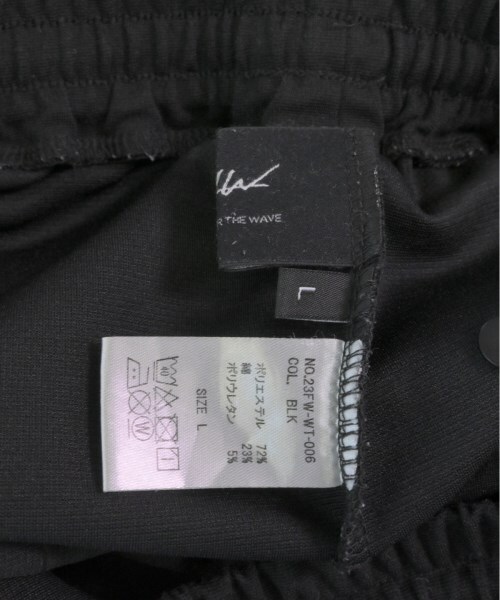 R THE WAVE
L
NO.23FW-WT-006
COL. BLK
ポリエステル 72%
綿 23%
ポリウレタン 5%
SIZE L
40
W